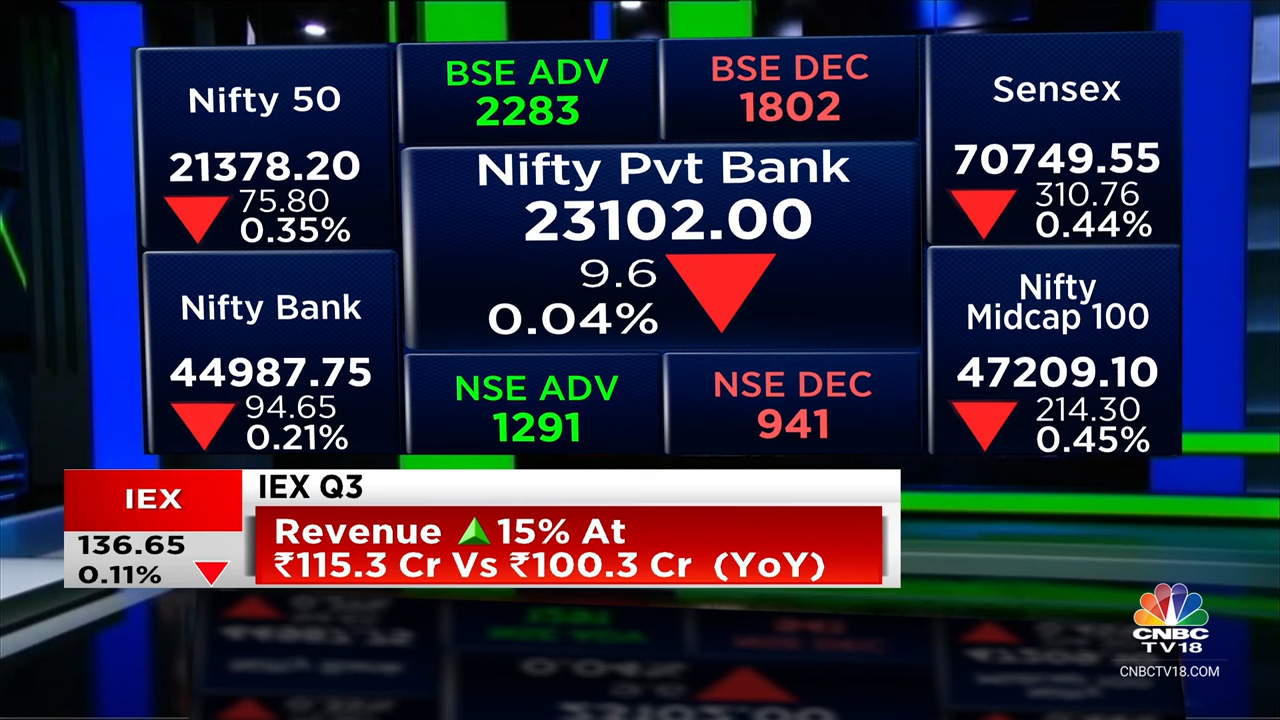 Nifty 50
21378.20
75.80
0.35%
BSE ADV
2283
BSE DEC
1802
Sensex
70749.55
310.76
0.44%
Nifty Pvt Bank
23102.00
9.6
0.04%
Nifty Bank
44987.75
94.65
0.21%
NSE ADV
1291
NSE DEC
941
Nifty
Midcap 100
47209.10
214.30
0.45%
IEX
136.65
0.11%
IEX Q3
Revenue ▲ 15% At
₹115.3 Cr Vs ₹100.3 Cr (YoY)
CNBC
TV18
CNBCTV18.COM